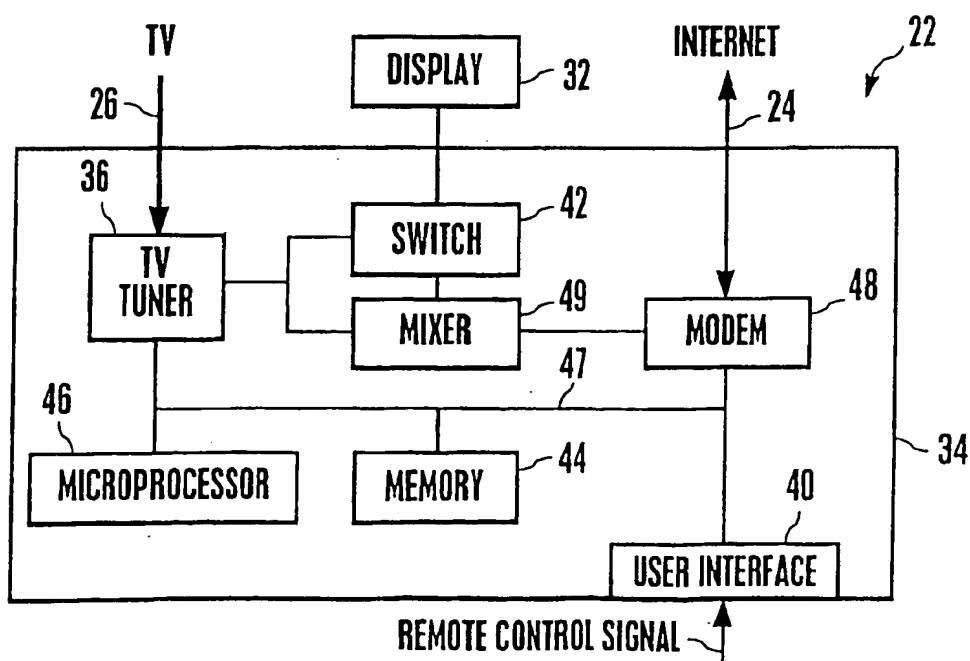 TV
DISPLAY
INTERNET
22
26
32
24
36
42
SWITCH
TV
TUNER
49
MIXER
48
MODEM
46
47
MICROPROCESSOR
44
MEMORY
34
40
USER INTERFACE
REMOTE CONTROL SIGNAL